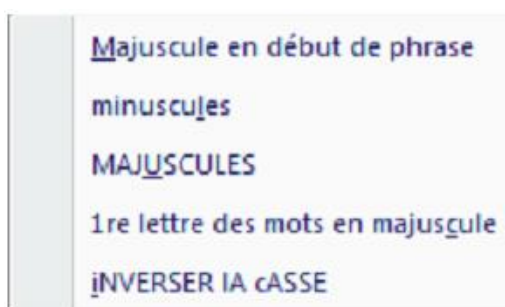 Majuscule en début de phrase
minuscules
MAJUSCULES
1re lettre des mots en majuscule
iNVERSER lA cASSE